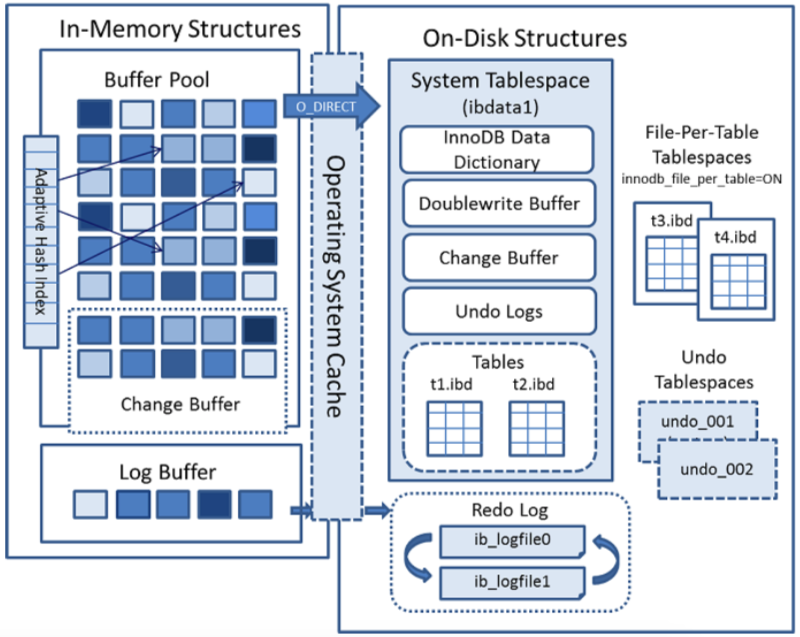 In-Memory Structures
Buffer Pool
Adaptive Hash Index
Change Buffer
Log Buffer
O_DIRECT
Operating System Cache
On-Disk Structures
System Tablespace
(ibdata1)
InnoDB Data
Dictionary
Doublewrite Buffer
Change Buffer
Undo Logs
Tables
t1.ibd
t2.ibd
Redo Log
ib_logfile0
ib_logfile1
File-Per-Table
Tablespaces
innodb_file_per_table=ON
t3.ibd
t4.ibd
Undo
Tablespaces
undo_001
undo_002